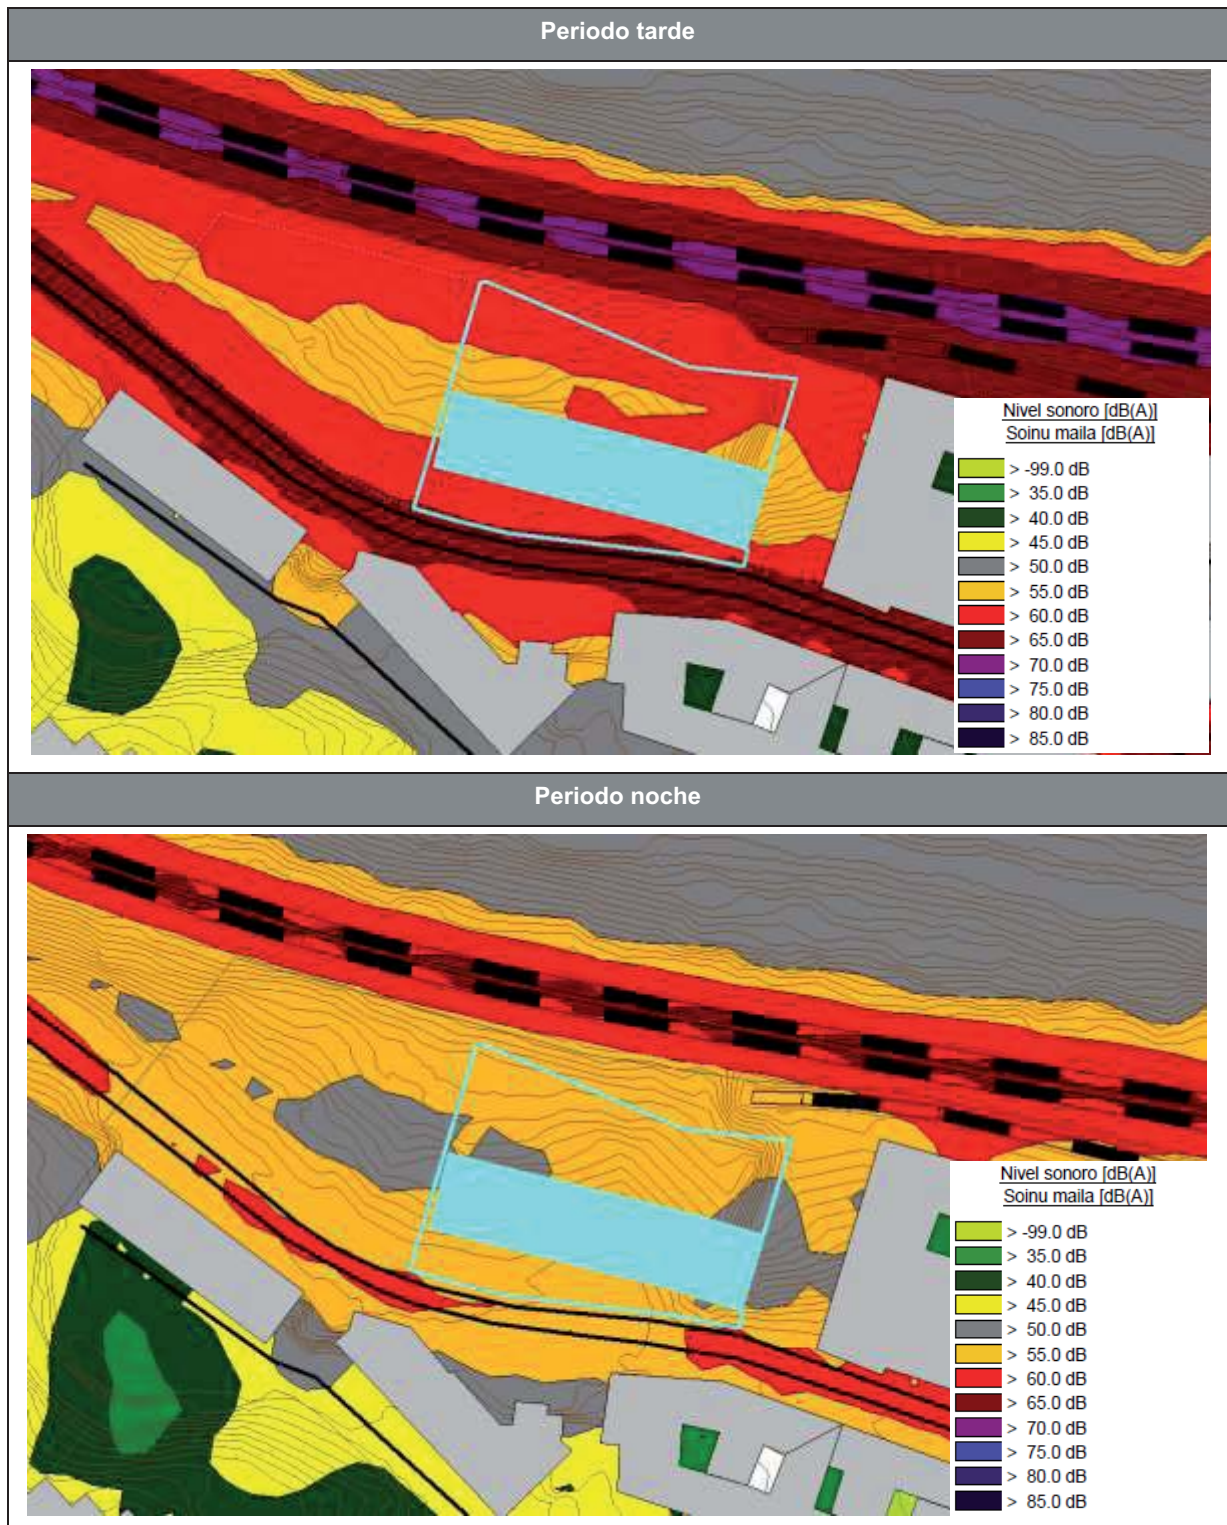 Periodo tarde
Nivel sonoro [dB(A)]
Soinu maila [dB(A)]
> -99.0 dB
> 35.0 dB
> 40.0 dB
> 45.0 dB
> 50.0 dB
> 55.0 dB
> 60.0 dB
> 65.0 dB
> 70.0 dB
> 75.0 dB
> 80.0 dB
> 85.0 dB
Periodo noche
Nivel sonoro [dB(A)]
Soinu maila [dB(A)]
> -99.0 dB
> 35.0 dB
> 40.0 dB
> 45.0 dB
> 50.0 dB
> 55.0 dB
> 60.0 dB
> 65.0 dB
> 70.0 dB
> 75.0 dB
> 80.0 dB
> 85.0 dB